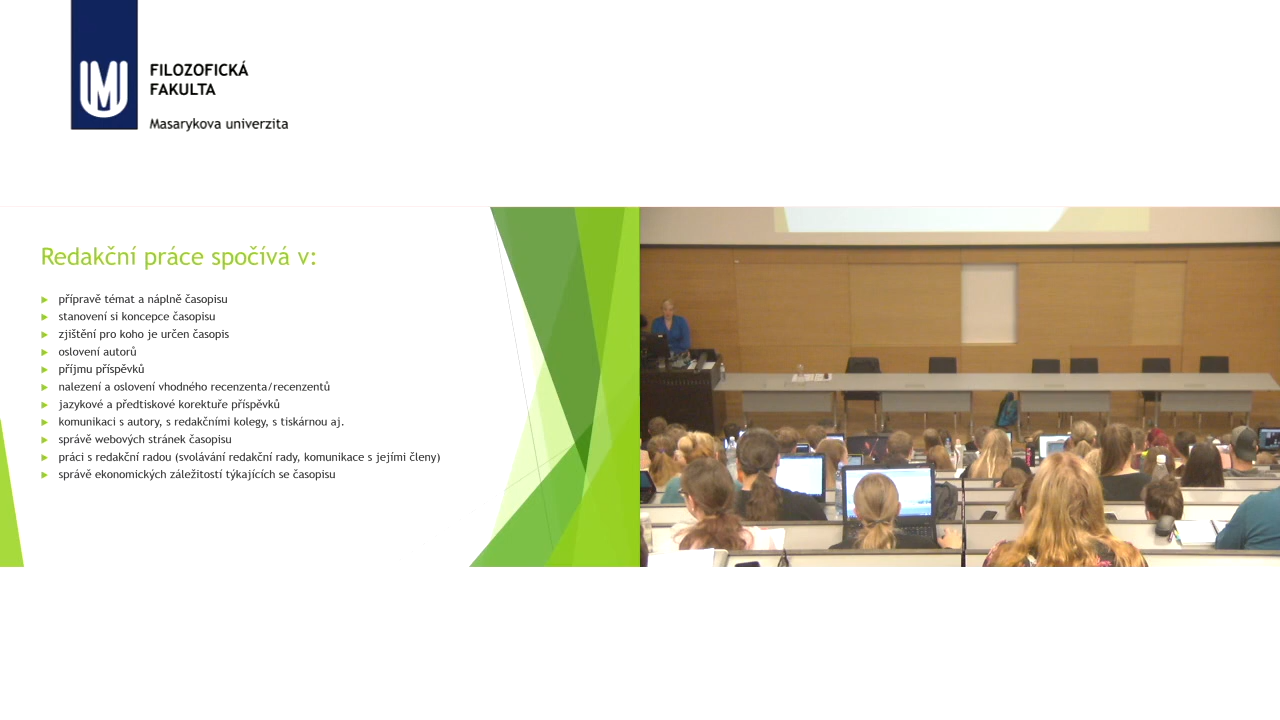 FILOZOFICKÁ
FAKULTA
Masarykova univerzita
Redakční práce spočívá v:
přípravě témat a náplně časopisu
stanovení si koncepce časopisu
zjištění pro koho je určen časopis
oslovení autorů
příjmu příspěvků
nalezení a oslovení vhodného recenzenta/recenzentů
jazykové a předtiskové korektuře příspěvků
komunikaci s autory, s redakčními kolegy, s tiskárnou aj.
správě webových stránek časopisu
práci s redakční radou (svolávání redakční rady, komunikace s jejími členy)
správě ekonomických záležitostí týkajících se časopisu